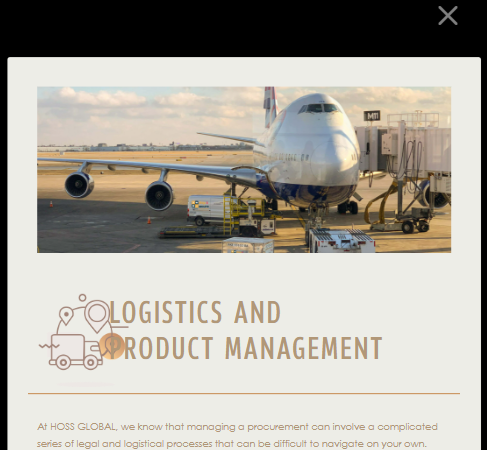 M11
LOGISTICS AND
PRODUCT MANAGEMENT
At HOSS GLOBAL, we know that managing a procurement can involve a complicated
series of legal and logistical processes that can be difficult to navigate on your own.